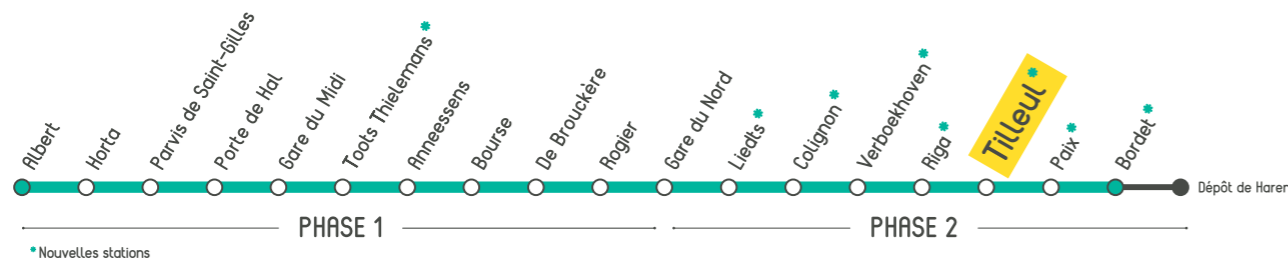 Albert
Horta
Parvis de Saint-Gilles
Porte de Hal
Gare du Midi
Toots Thielemans *
Anneessens
Bourse
De Brouckère
Rogier
Gare du Nord
Liedts *
Colignon *
Verboekhoven *
Riga *
Tilleul *
Paix *
Bordet *
Dépôt de Haren
PHASE 1
PHASE 2
* Nouvelles stations